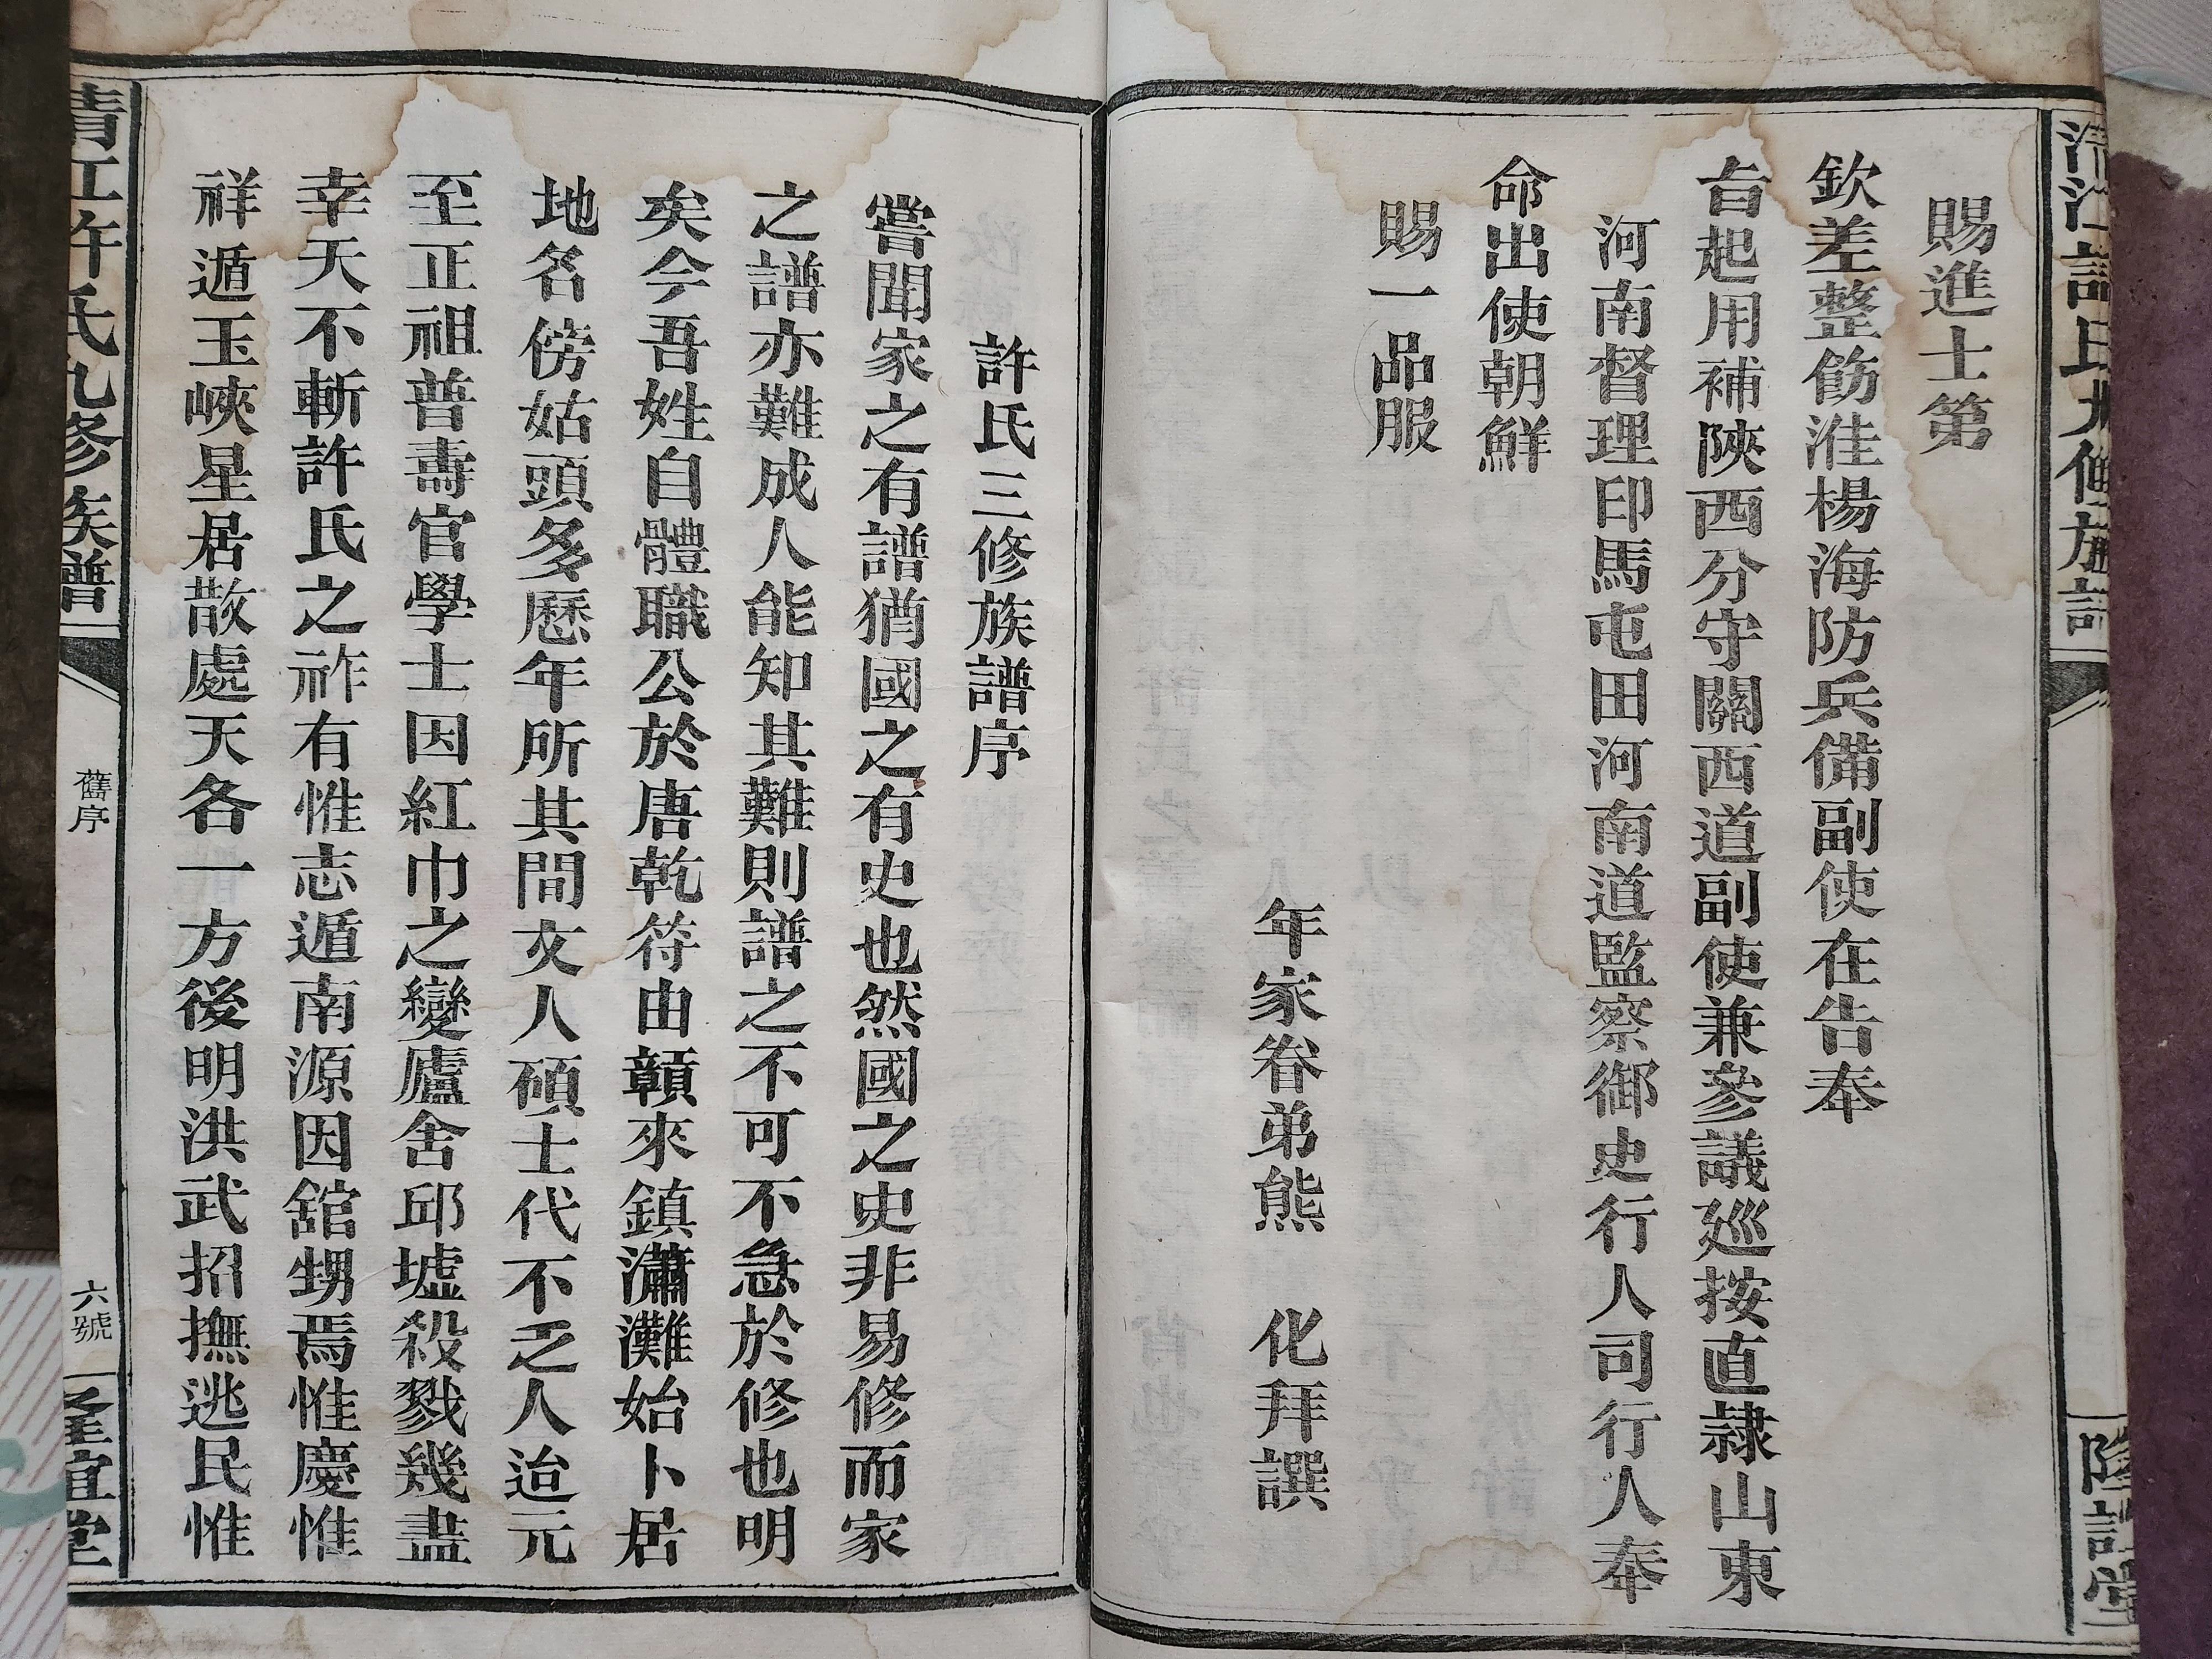 賜進士第
欽差整飭淮楊海防兵備副使在告奉
旨起用補陝西分守關西道副使兼參議廵按直隷山東
河南督理印馬屯田河南道監察御史行人司行人奉
命出使朝鮮
賜一品服
年家眷弟熊 化拜譔
許氏三修族譜序
嘗聞家之有譜猶國之有史也然國之史非易修而家
之譜亦難成人能知其難則譜之不可不急於修也明
矣今吾姓自體職公於唐乾符由贑來鎮瀟灘始卜居
地名傍姑頭多歷年所其間文人碩士代不乏人迨元
至正祖普壽官學士因紅巾之變廬舍邱墟殺戮幾盡
幸天不斬許氏之祚有惟志遁南源因舘甥焉惟慶惟
祥遁玉峽星居散處天各一方後明洪武招撫逃民惟
清江許氏九修族譜
舊序
六號
隆誼堂